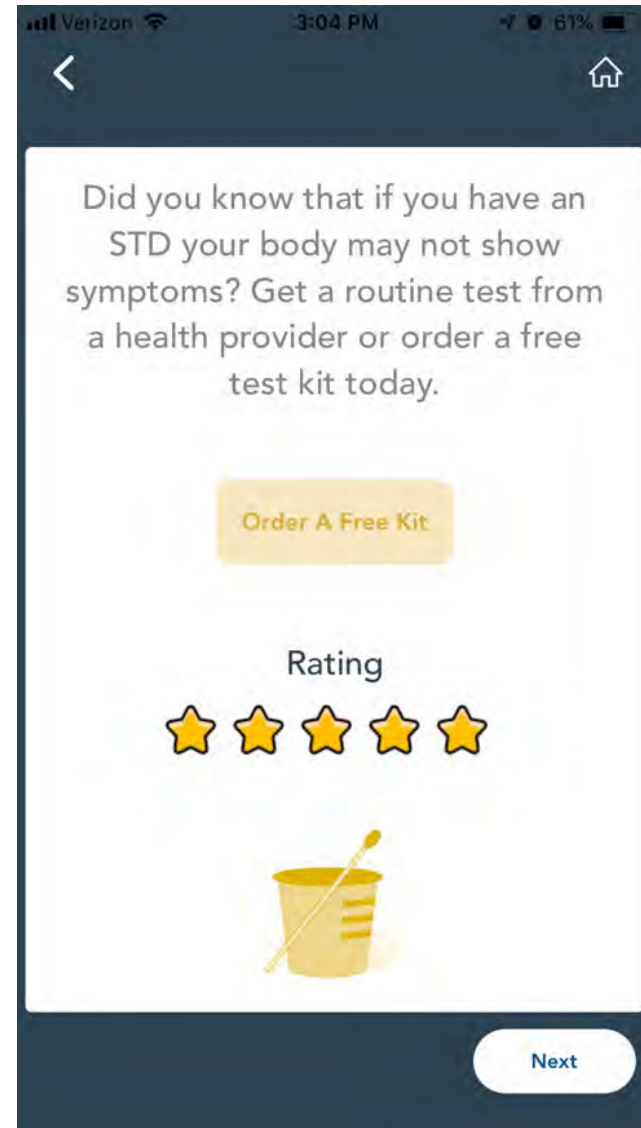 Verizon 3:04 PM 61%
Did you know that if you have an
STD your body may not show
symptoms? Get a routine test from
a health provider or order a free
test kit today.
Order A Free Kit
Rating
Next